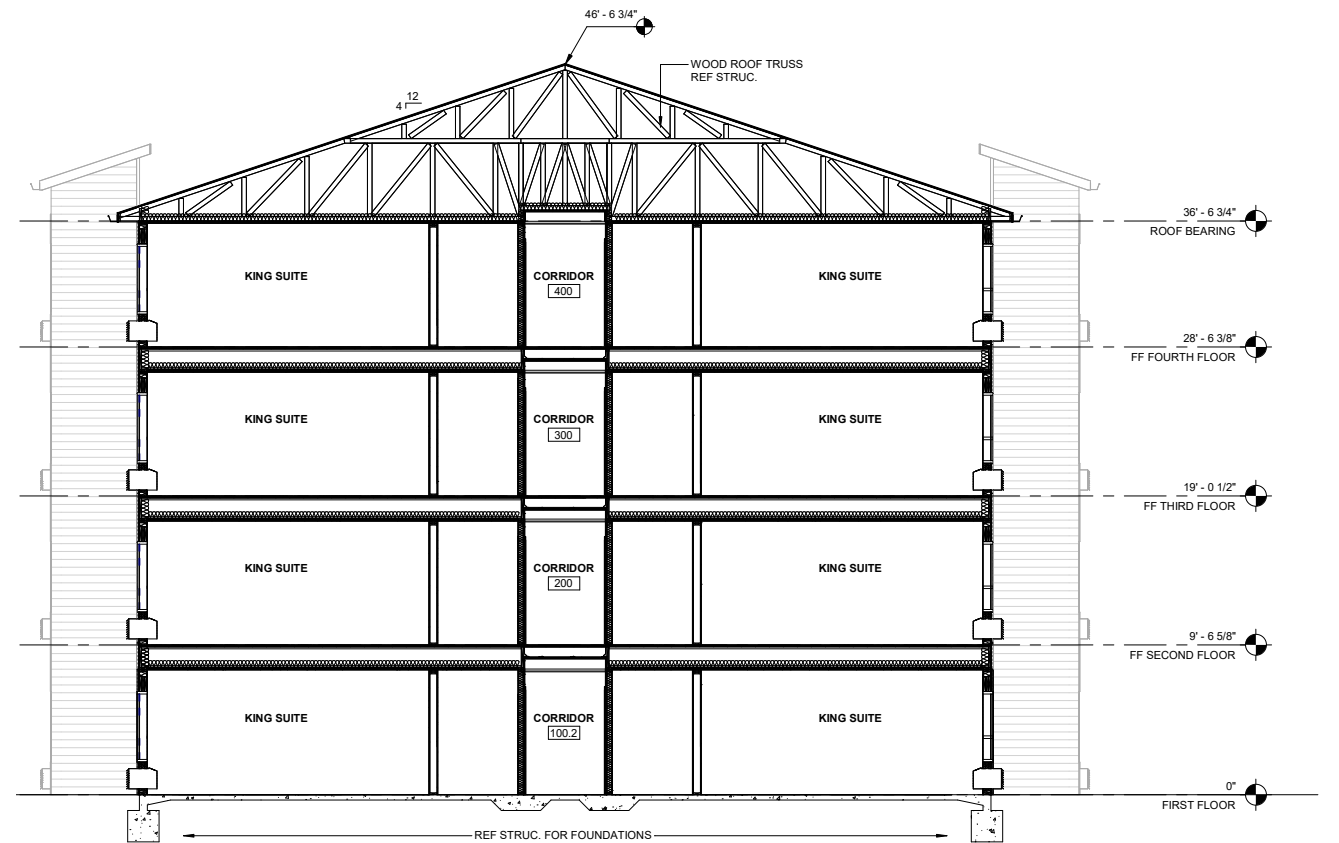 46' - 6 3/4"
WOOD ROOF TRUSS
REF STRUC.
12
4
36' - 6 3/4"
ROOF BEARING
KING SUITE
CORRIDOR
400
KING SUITE
28' - 6 3/8"
FF FOURTH FLOOR
KING SUITE
CORRIDOR
300
KING SUITE
19' - 0 1/2"
FF THIRD FLOOR
KING SUITE
CORRIDOR
200
KING SUITE
9' - 6 5/8"
FF SECOND FLOOR
KING SUITE
CORRIDOR
100.2
KING SUITE
0"
FIRST FLOOR
REF STRUC. FOR FOUNDATIONS